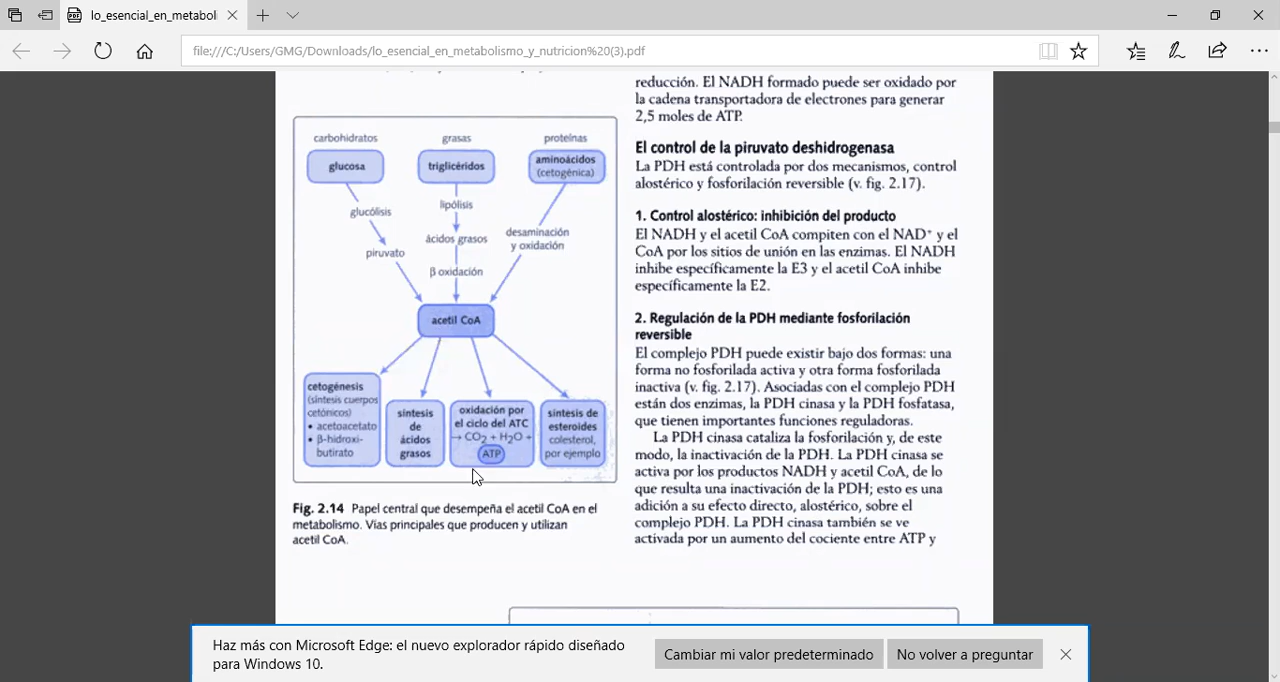 lo_esencial_en_metaboli
file:///C:/Users/GMG/Downloads/lo_esencial_en_metabolismo_y_nutricion%20(3).pdf
carbohidratos
grasas
proteínas
glucosa
triglicéridos
aminoácidos
(cetogénica)
glucólisis
lipólisis
piruvato
ácidos grasos
desaminación
y oxidación
β oxidación
acetil CoA
cetogénesis
(síntesis cuerpos
cetónicos)
• acetoacetato
• β-hidroxi-
butirato
síntesis
de
ácidos
grasos
oxidación por
el ciclo del ATC
→ CO2 + H2O +
ATP
síntesis de
esteroides
colesterol,
por ejemplo
Fig. 2.14 Papel central que desempeña el acetil CoA en el
metabolismo. Vías principales que producen y utilizan
acetil CoA.
reducción. El NADH formado puede ser oxidado por
la cadena transportadora de electrones para generar
2,5 moles de ATP.
El control de la piruvato deshidrogenasa
La PDH está controlada por dos mecanismos, control
alostérico y fosforilación reversible (v. fig. 2.17).
1. Control alostérico: inhibición del producto
El NADH y el acetil CoA compiten con el NAD+ y el
CoA por los sitios de unión en las enzimas. El NADH
inhibe específicamente la E3 y el acetil CoA inhibe
específicamente la E2.
2. Regulación de la PDH mediante fosforilación
reversible
El complejo PDH puede existir bajo dos formas: una
forma no fosforilada activa y otra forma fosforilada
inactiva (v. fig. 2.17). Asociadas con el complejo PDH
están dos enzimas, la PDH cinasa y la PDH fosfatasa,
que tienen importantes funciones reguladoras.
La PDH cinasa cataliza la fosforilación y, de este
modo, la inactivación de la PDH. La PDH cinasa se
activa por los productos NADH y acetil CoA, de lo
que resulta una inactivación de la PDH; esto es una
adición a su efecto directo, alostérico, sobre el
complejo PDH. La PDH cinasa también se ve
activada por un aumento del cociente entre ATP y
Haz más con Microsoft Edge: el nuevo explorador rápido diseñado
para Windows 10.
Cambiar mi valor predeterminado
No volver a preguntar